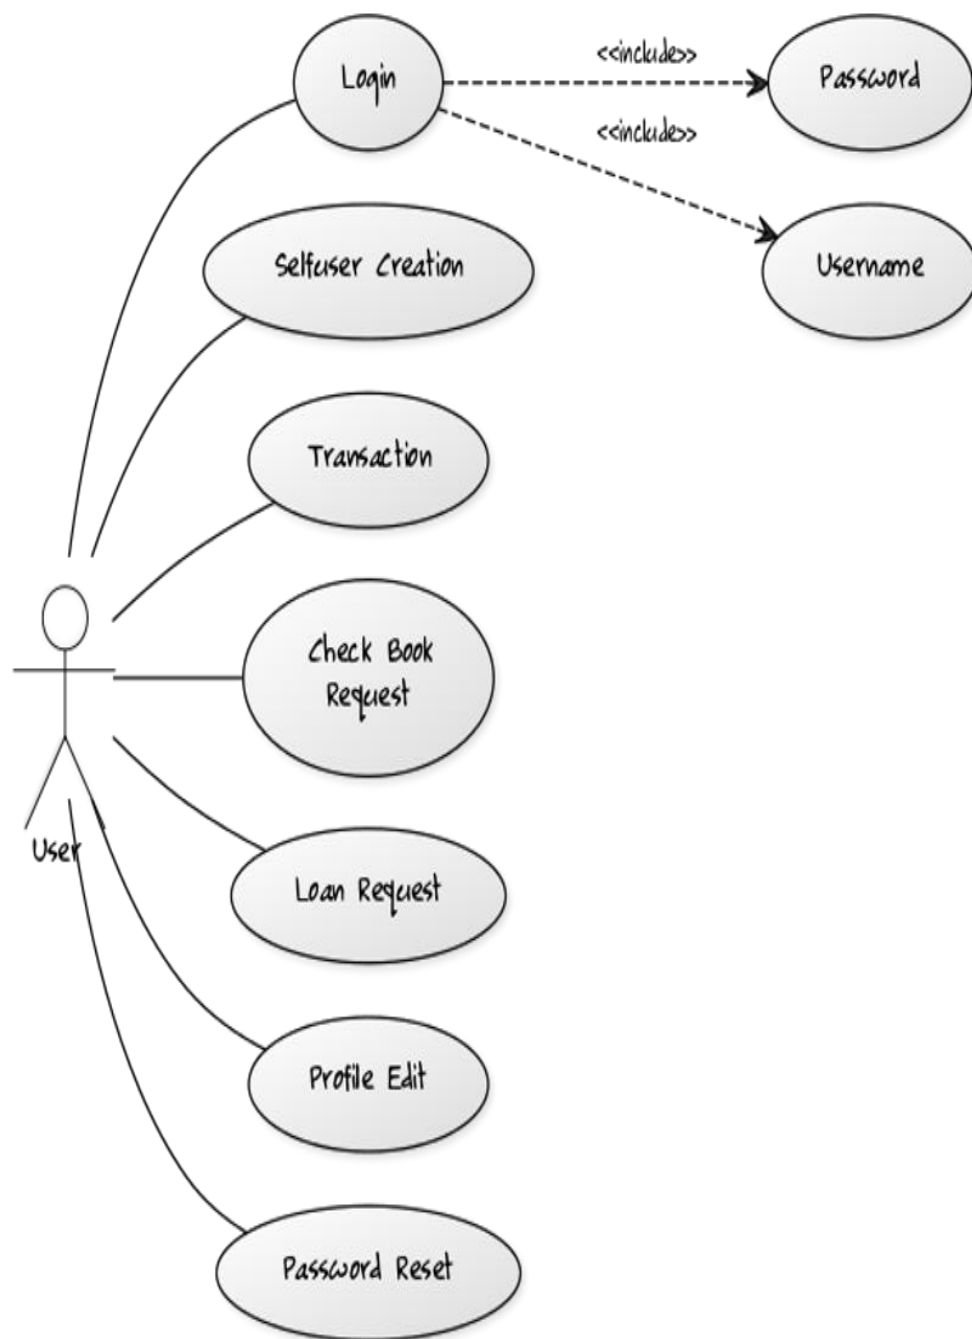 Login
<<include>>
Password
<<include>>
Username
Selfuser Creation
Transaction
Check Book
Request
User
Loan Request
Profile Edit
Password Reset